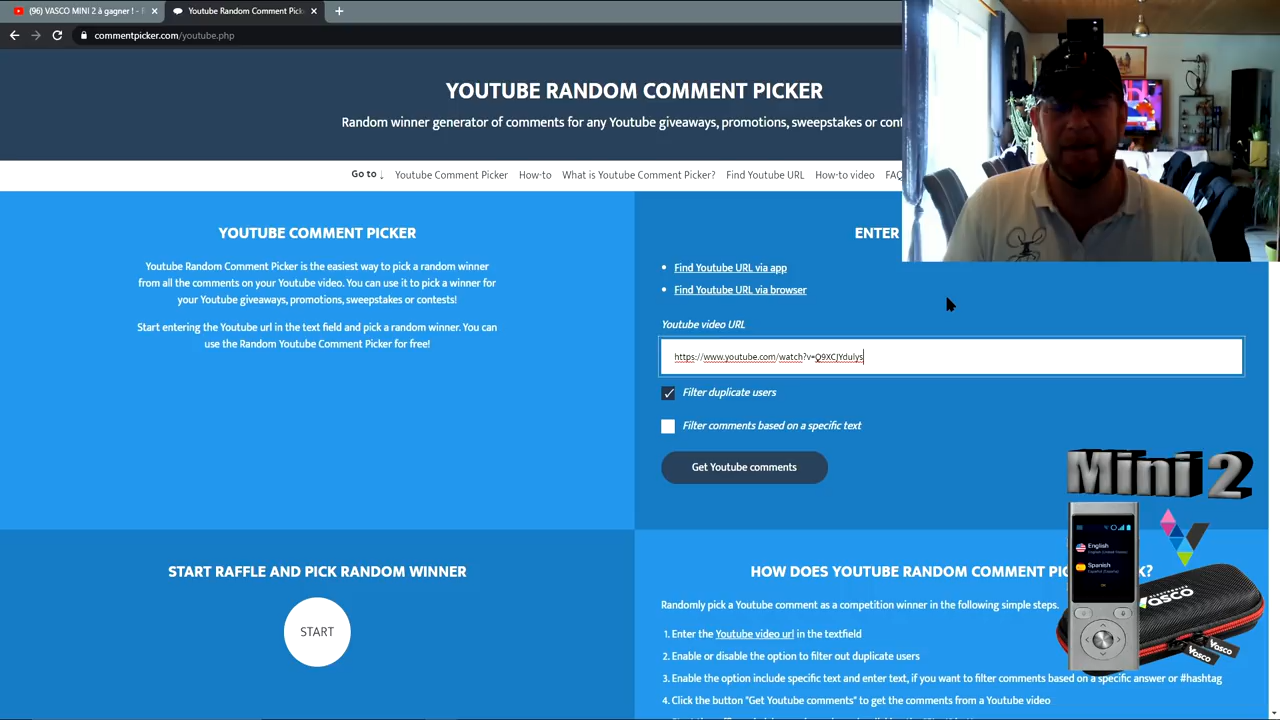 (96) VASCO MINI 2 à gagner ! -
Youtube Random Comment Pick
commentpicker.com/youtube.php
YOUTUBE RANDOM COMMENT PICKER
Random winner generator of comments for any Youtube giveaways, promotions, sweepstakes or
Go to ↓ Youtube Comment Picker How-to What is Youtube Comment Picker? Find Youtube URL How-to video FAQ
YOUTUBE COMMENT PICKER
Youtube Random Comment Picker is the easiest way to pick a random winner
from all the comments on your Youtube video. You can use it to pick a winner for
your Youtube giveaways, promotions, sweepstakes or contests!
Start entering the Youtube url in the text field and pick a random winner. You can
use the Random Youtube Comment Picker for free!
ENTER
• Find Youtube URL via app
• Find Youtube URL via browser
Youtube video URL
https://www.youtube.com/watch?v=Q9XCJYduIys
Filter duplicate users
Filter comments based on a specific text
Get Youtube comments
START RAFFLE AND PICK RANDOM WINNER
START
HOW DOES YOUTUBE RANDOM COMMENT K?
Randomly pick a Youtube comment as a competition winner in the following simple steps.
1. Enter the Youtube video url in the textfield
2. Enable or disable the option to filter out duplicate users
3. Enable the option include specific text and enter text, if you want to filter comments based on a specific answer or #hashtag
4. Click the button "Get Youtube comments" to get the comments from a Youtube video
Mini 2
English
Spanish
Vasco
Vasco
Vasco